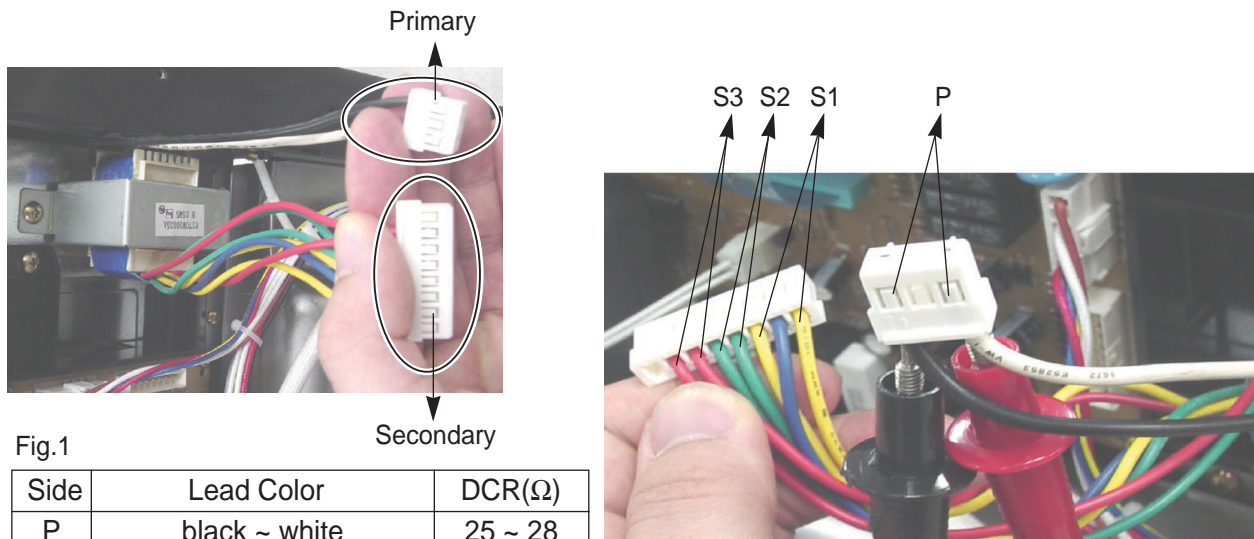 Primary
Secondary
Fig.1
Side Lead Color DCR(Ω)
P black ~ white 25 ~ 28
S3 S2 S1 P